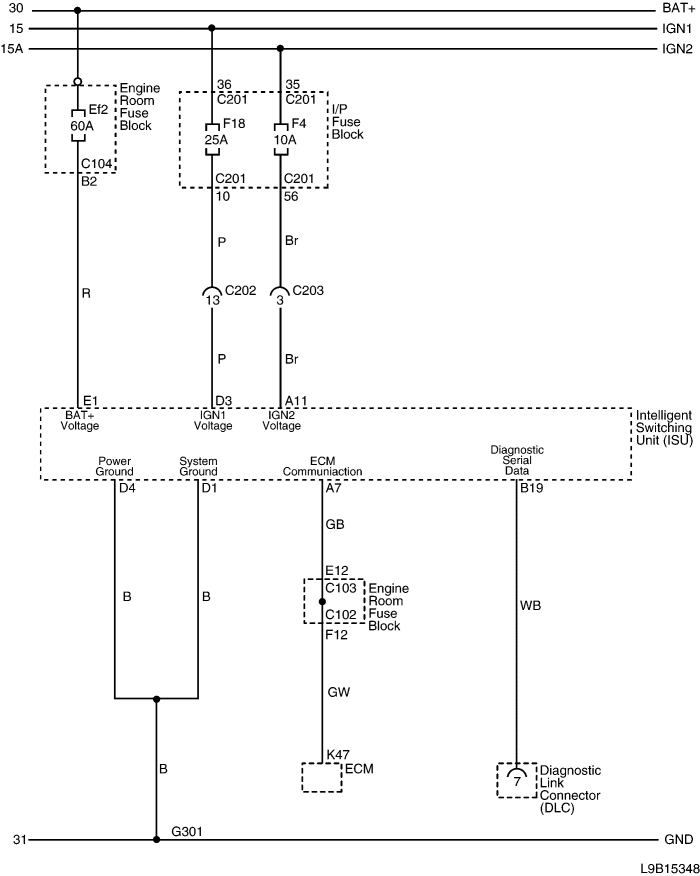 30 BAT+
15 IGN1
15A IGN2
Engine
Room
Fuse
Block
Ef2
60A
C104
B2
36 35
C201 C201
I/P
Fuse
Block
F18 F4
25A 10A
C201 C201
10 56
P Br
R
C202 C203
13 3
P Br
E1 D3 A11
BAT+
Voltage
IGN1
Voltage
IGN2
Voltage
Intelligent
Switching
Unit (ISU)
Power
Ground
System
Ground
ECM
Communiaction
Diagnostic
Serial
Data
D4 D1 A7 B19
GB
E12
C103
C102
F12
Engine
Room
Fuse
Block
B B WB
GW
K47
ECM
B
7
Diagnostic
Link
Connector
(DLC)
G301
31 GND
L9B15348